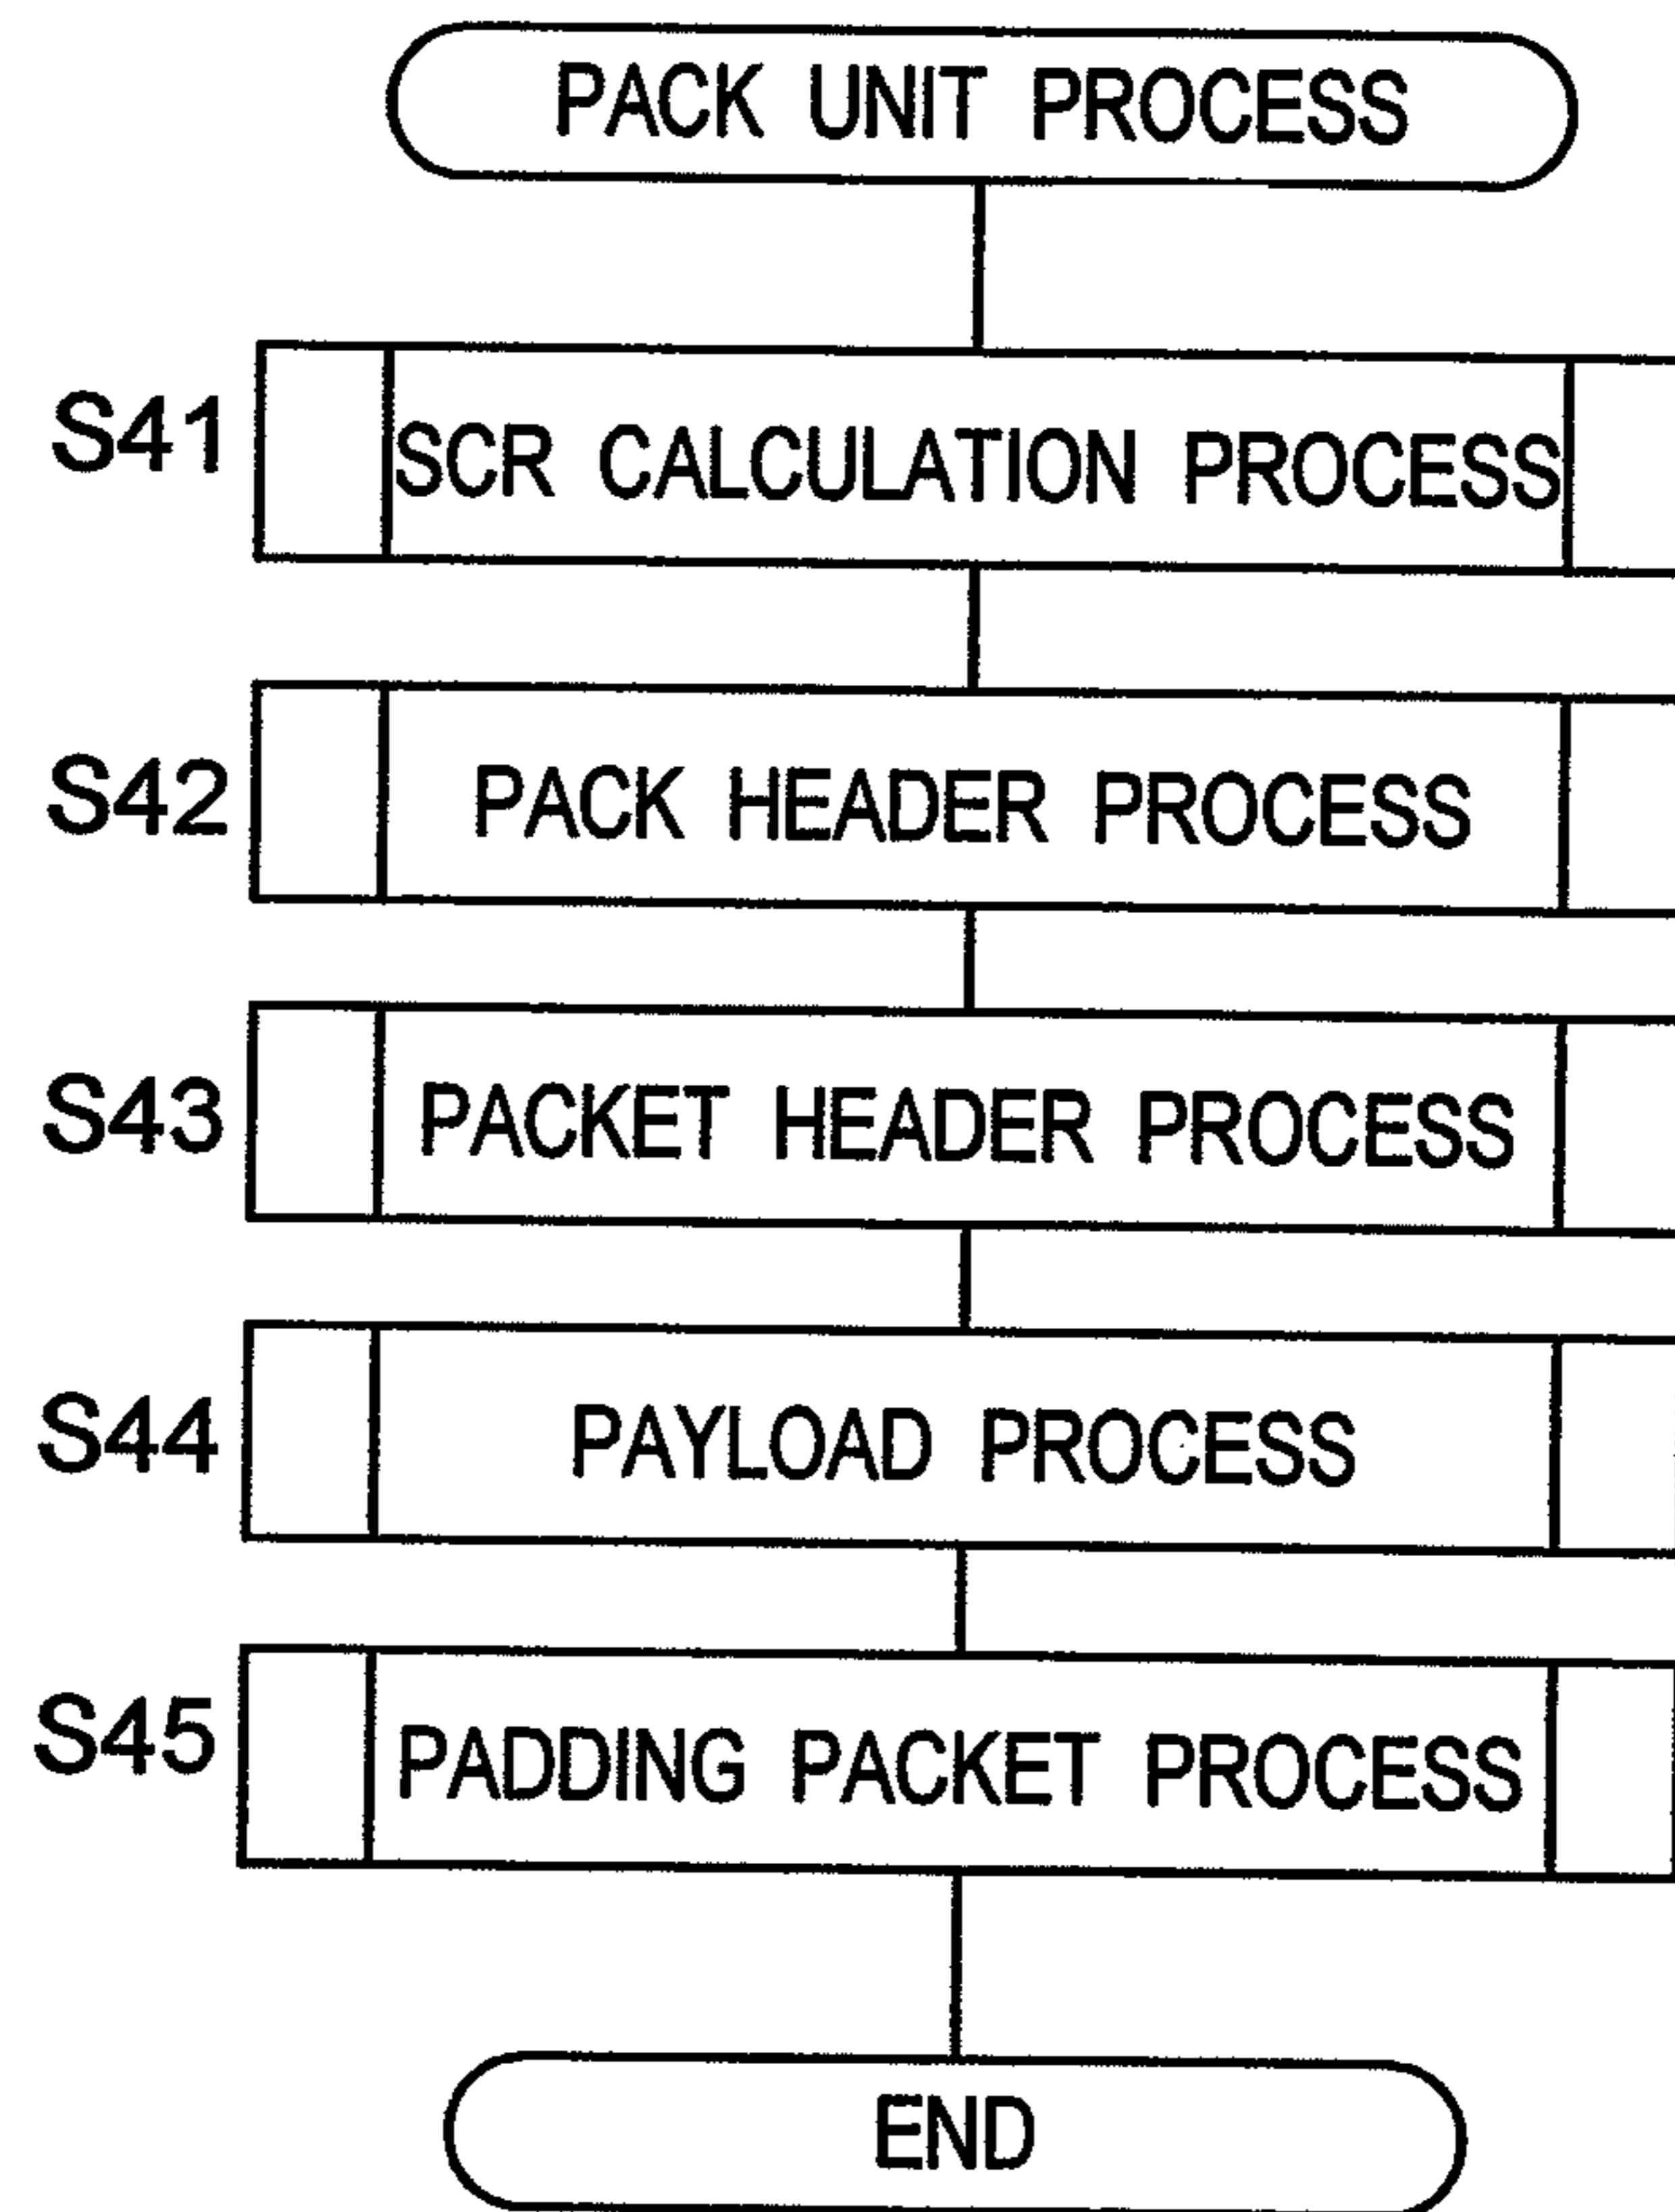 PACK UNIT PROCESS
S41 SCR CALCULATION PROCESS
S42 PACK HEADER PROCESS
S43 PACKET HEADER PROCESS
S44 PAYLOAD PROCESS
S45 PADDING PACKET PROCESS
END